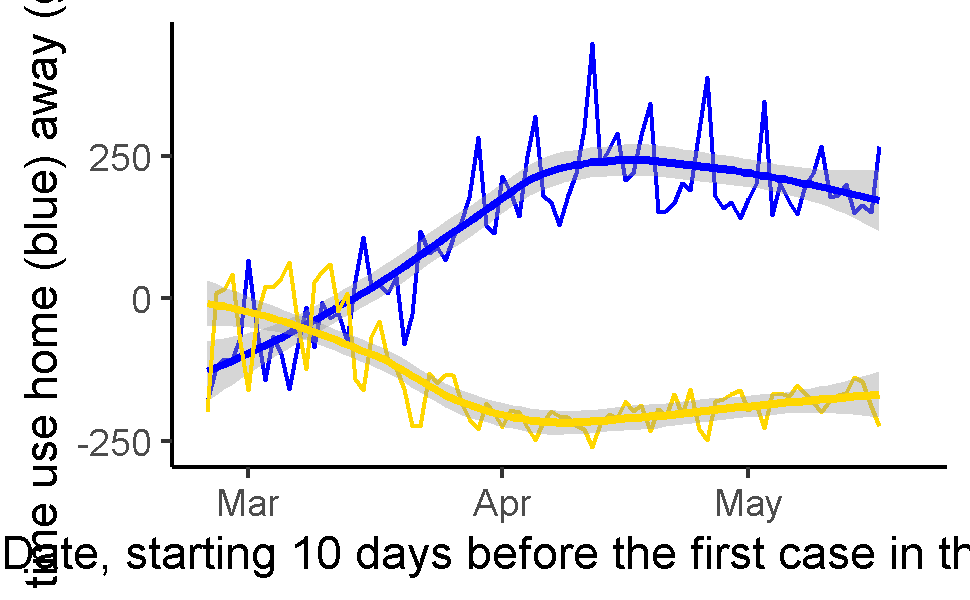 time use home (blue) away (
250
0
-250
Mar Apr May
Date, starting 10 days before the first case in th